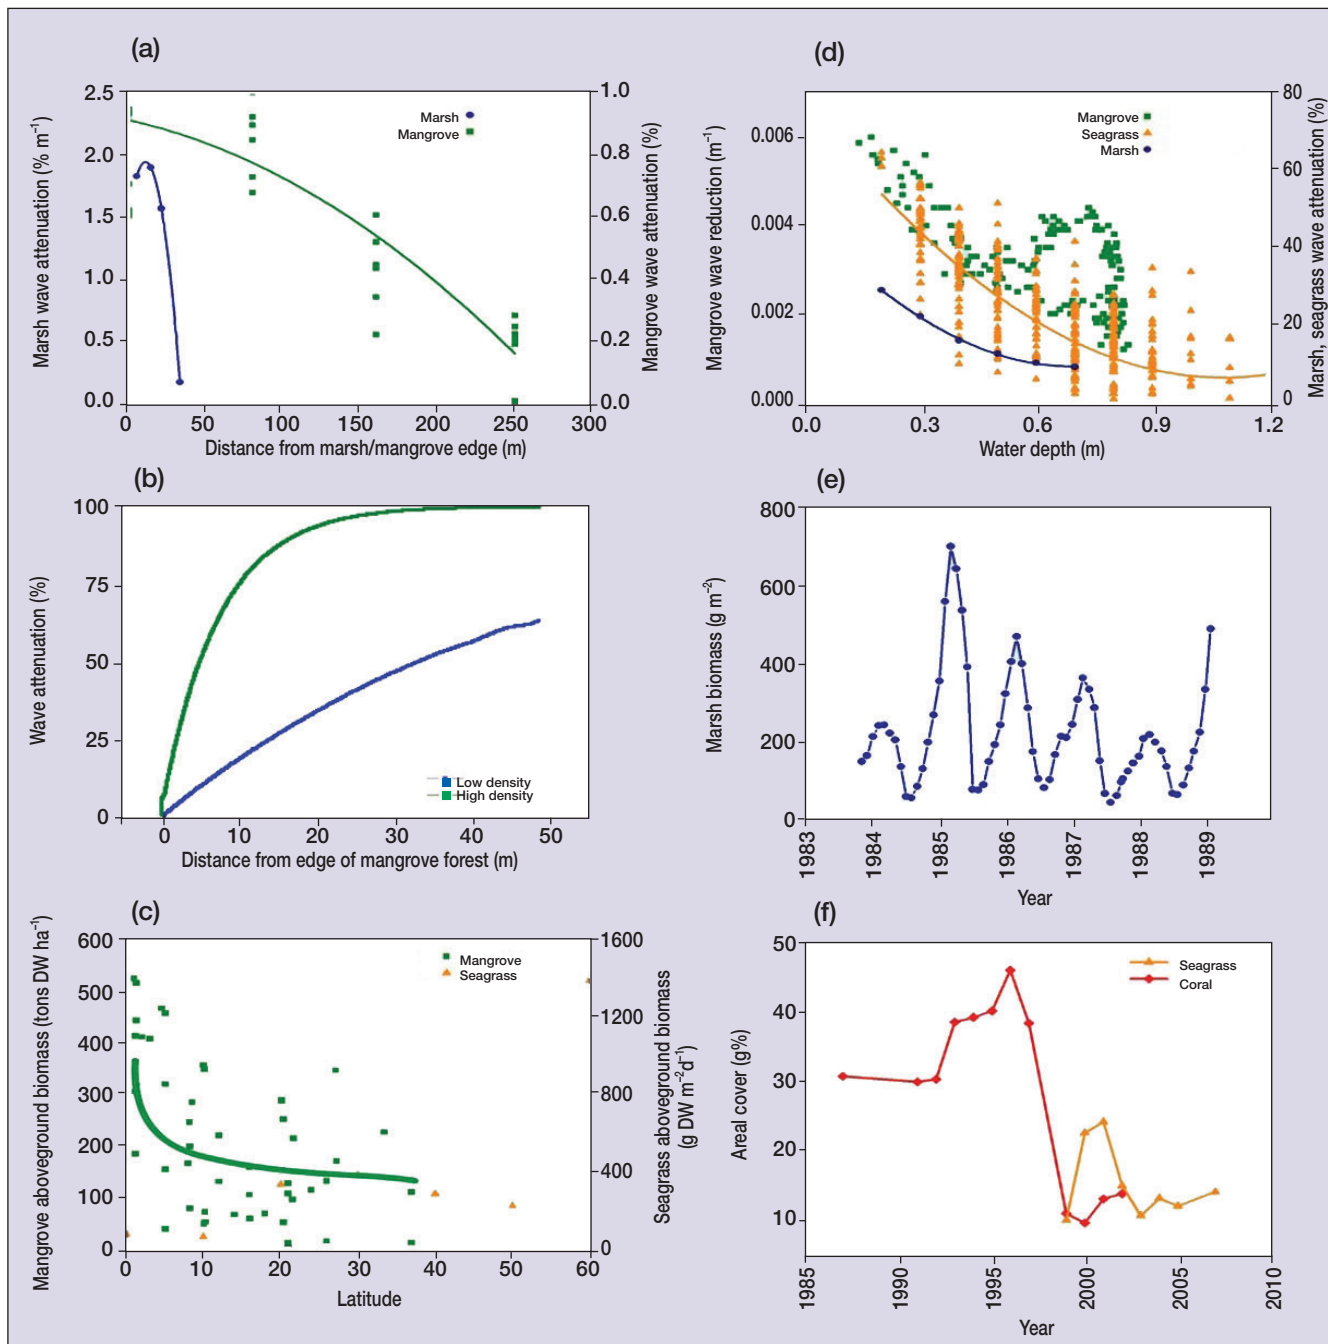 (a)
2.5
2.0
1.5
1.0
0.5
0.0
Marsh wave attenuation (% m⁻¹)
Marsh
Mangrove
1.0
0.8
0.6
0.4
0.2
0.0
Mangrove wave attenuation (%)
0 50 100 150 200 250 300
Distance from marsh/mangrove edge (m)
(b)
100
75
50
25
0
Wave attenuation (%)
Low density
High density
0 10 20 30 40 50
Distance from edge of mangrove forest (m)
(c)
600
500
400
300
200
100
0
Mangrove aboveground biomass (tons DW ha⁻¹)
Mangrove
Seagrass
1600
1200
800
400
0
Seagrass aboveground biomass
(g DW m⁻²d⁻¹)
0 10 20 30 40 50 60
Latitude
(d)
0.006
0.004
0.002
0.000
Mangrove wave reduction (m⁻¹)
Mangrove
Seagrass
Marsh
80
60
40
20
0
Marsh, seagrass wave attenuation (%)
0.0 0.3 0.6 0.9 1.2
Water depth (m)
(e)
800
600
400
200
0
Marsh biomass (g m⁻²)
1983 1984 1985 1986 1987 1988 1989
Year
(f)
50
40
30
20
10
Areal cover (g%)
Seagrass
Coral
1985 1990 1995 2000 2005 2010
Year